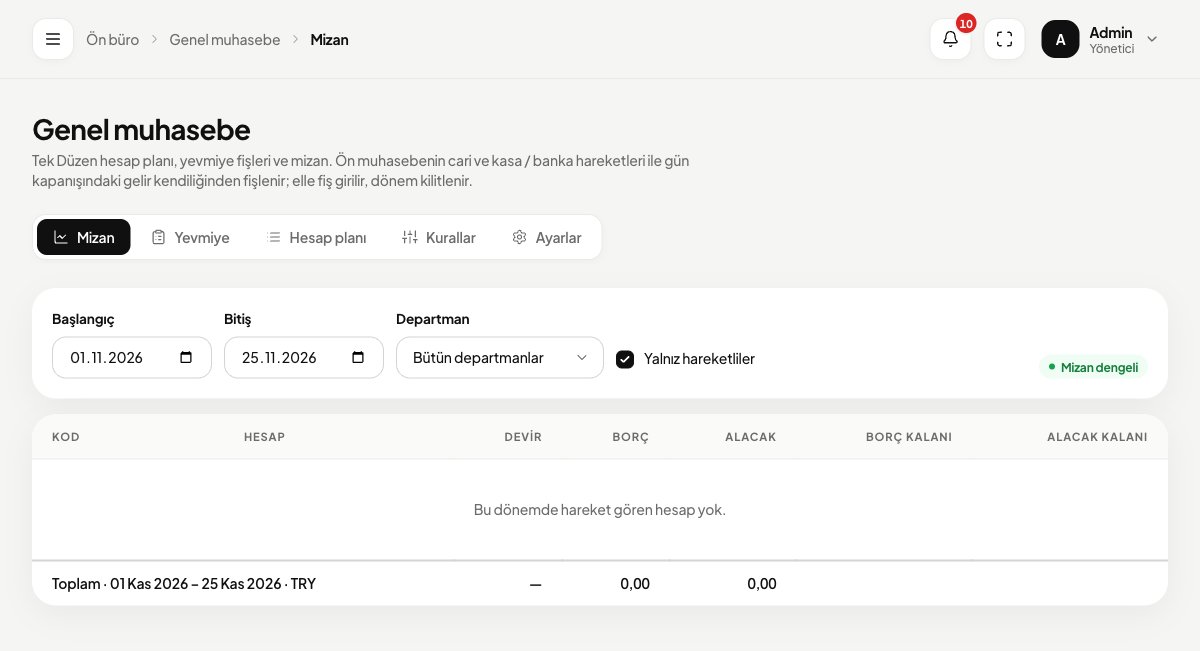 Ön büro
Genel muhasebe
Mizan
10
A
Admin
Yönetici
Genel muhasebe
Tek Düzen hesap planı, yevmiye fişleri ve mizan. Ön muhasebenin cari ve kasa / banka hareketleri ile gün
kapanışındaki gelir kendiliğinden fişlenir; elle fiş girilir, dönem kilitlenir.
Mizan
Yevmiye
Hesap planı
Kurallar
Ayarlar
Başlangıç
Bitiş
Departman
01.11.2026
25.11.2026
Bütün departmanlar
Yalnız hareketliler
Mizan dengeli
KOD
HESAP
DEVİR
BORÇ
ALACAK
BORÇ KALANI
ALACAK KALANI
Bu dönemde hareket gören hesap yok.
Toplam · 01 Kas 2026 – 25 Kas 2026 · TRY
—
0,00
0,00